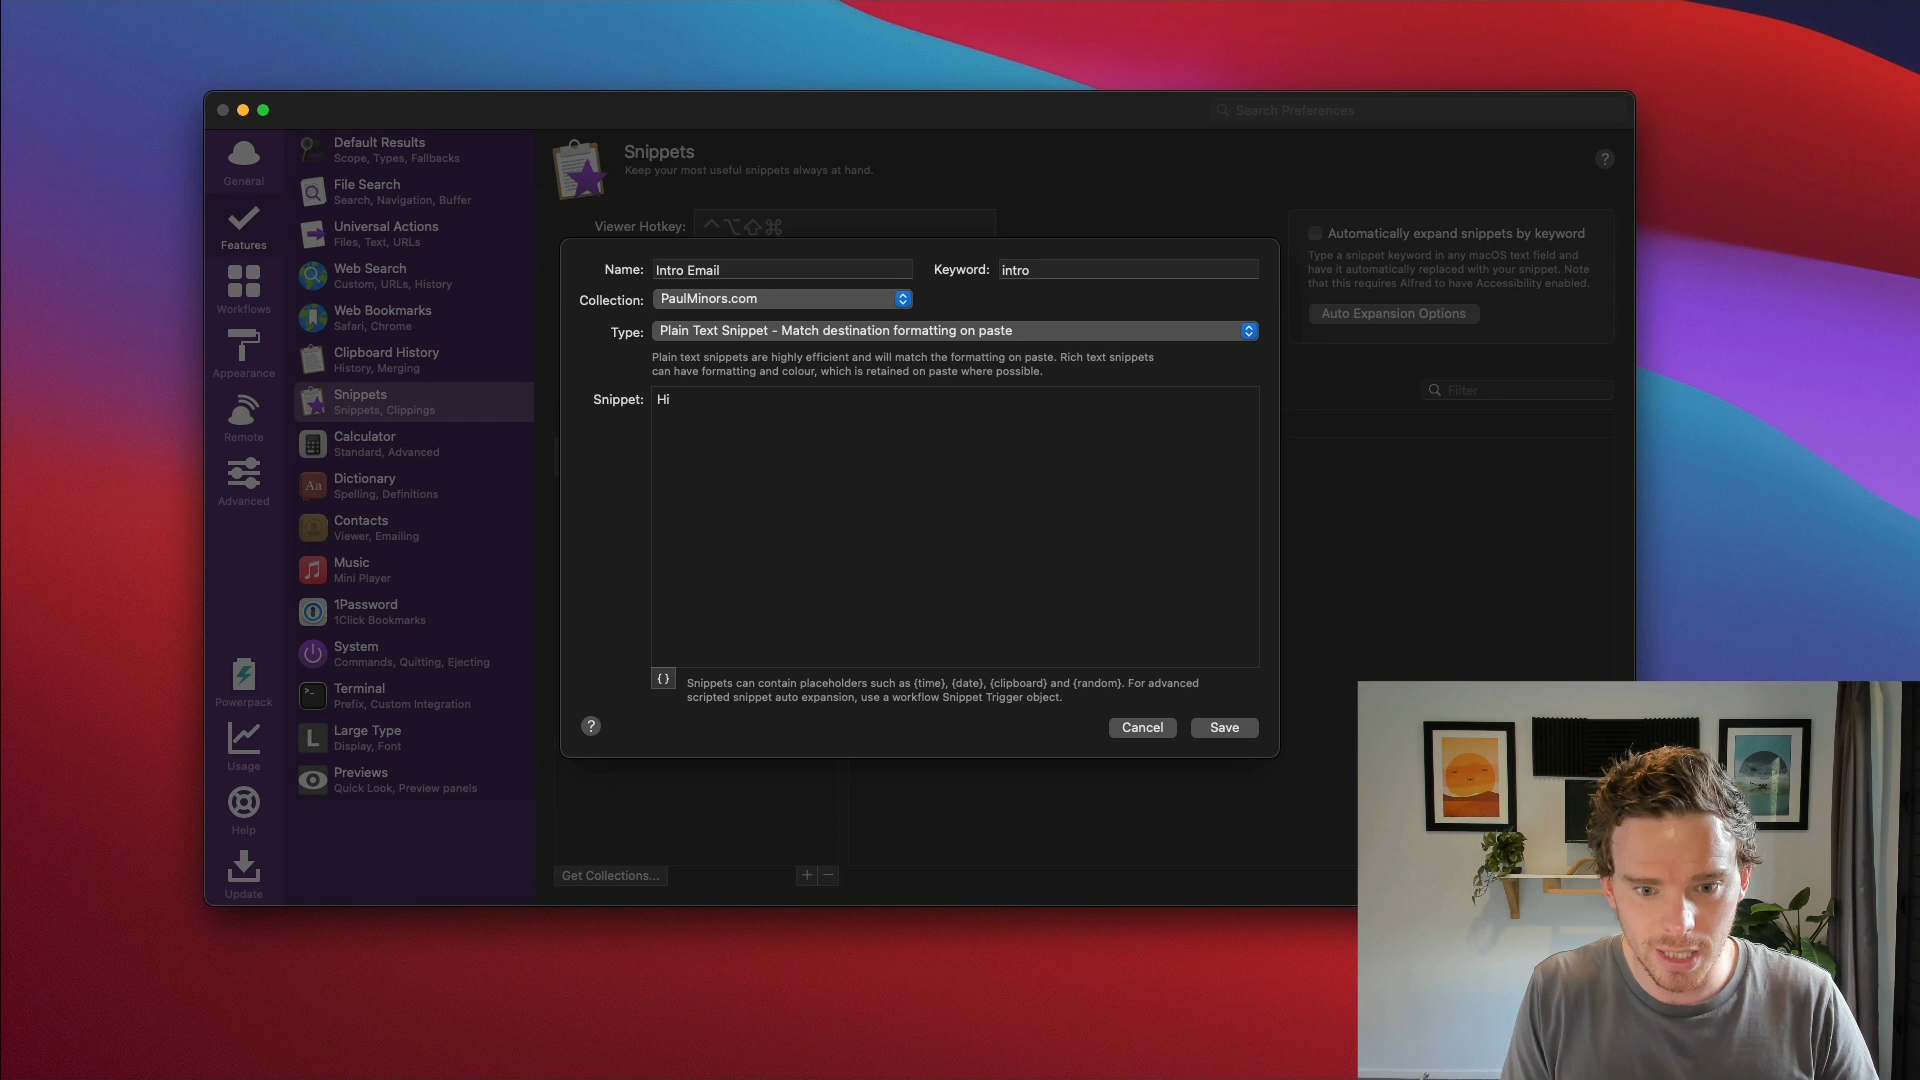 Search Preferences
General
Features
Workflows
Appearance
Remote
Advanced
Powerpack
Usage
Help
Update
Default Results
Scope, Types, Fallbacks
File Search
Search, Navigation, Buffer
Universal Actions
Files, Text, URLs
Web Search
Custom, URLs, History
Web Bookmarks
Safari, Chrome
Clipboard History
History, Merging
Snippets
Snippets, Clippings
Calculator
Standard, Advanced
Aa
Dictionary
Spelling, Definitions
Contacts
Viewer, Emailing
Music
Mini Player
1Password
1Click Bookmarks
System
Commands, Quitting, Ejecting
Terminal
Prefix, Custom Integration
L
Large Type
Display, Font
Previews
Quick Look, Preview panels
Snippets
Keep your most useful snippets always at hand.
?
Viewer Hotkey: ⌃⌥⇧⌘
Automatically expand snippets by keyword
Type a snippet keyword in any macOS text field and
have it automatically replaced with your snippet. Note
that this requires Alfred to have Accessibility enabled.
Auto Expansion Options
Filter
Name: Intro Email Keyword: intro
Collection: PaulMinors.com
Type: Plain Text Snippet - Match destination formatting on paste
Plain text snippets are highly efficient and will match the formatting on paste. Rich text snippets
can have formatting and colour, which is retained on paste where possible.
Snippet: Hi
{} Snippets can contain placeholders such as {time}, {date}, {clipboard} and {random}. For advanced
scripted snippet auto expansion, use a workflow Snippet Trigger object.
? Cancel Save
Get Collections... + −